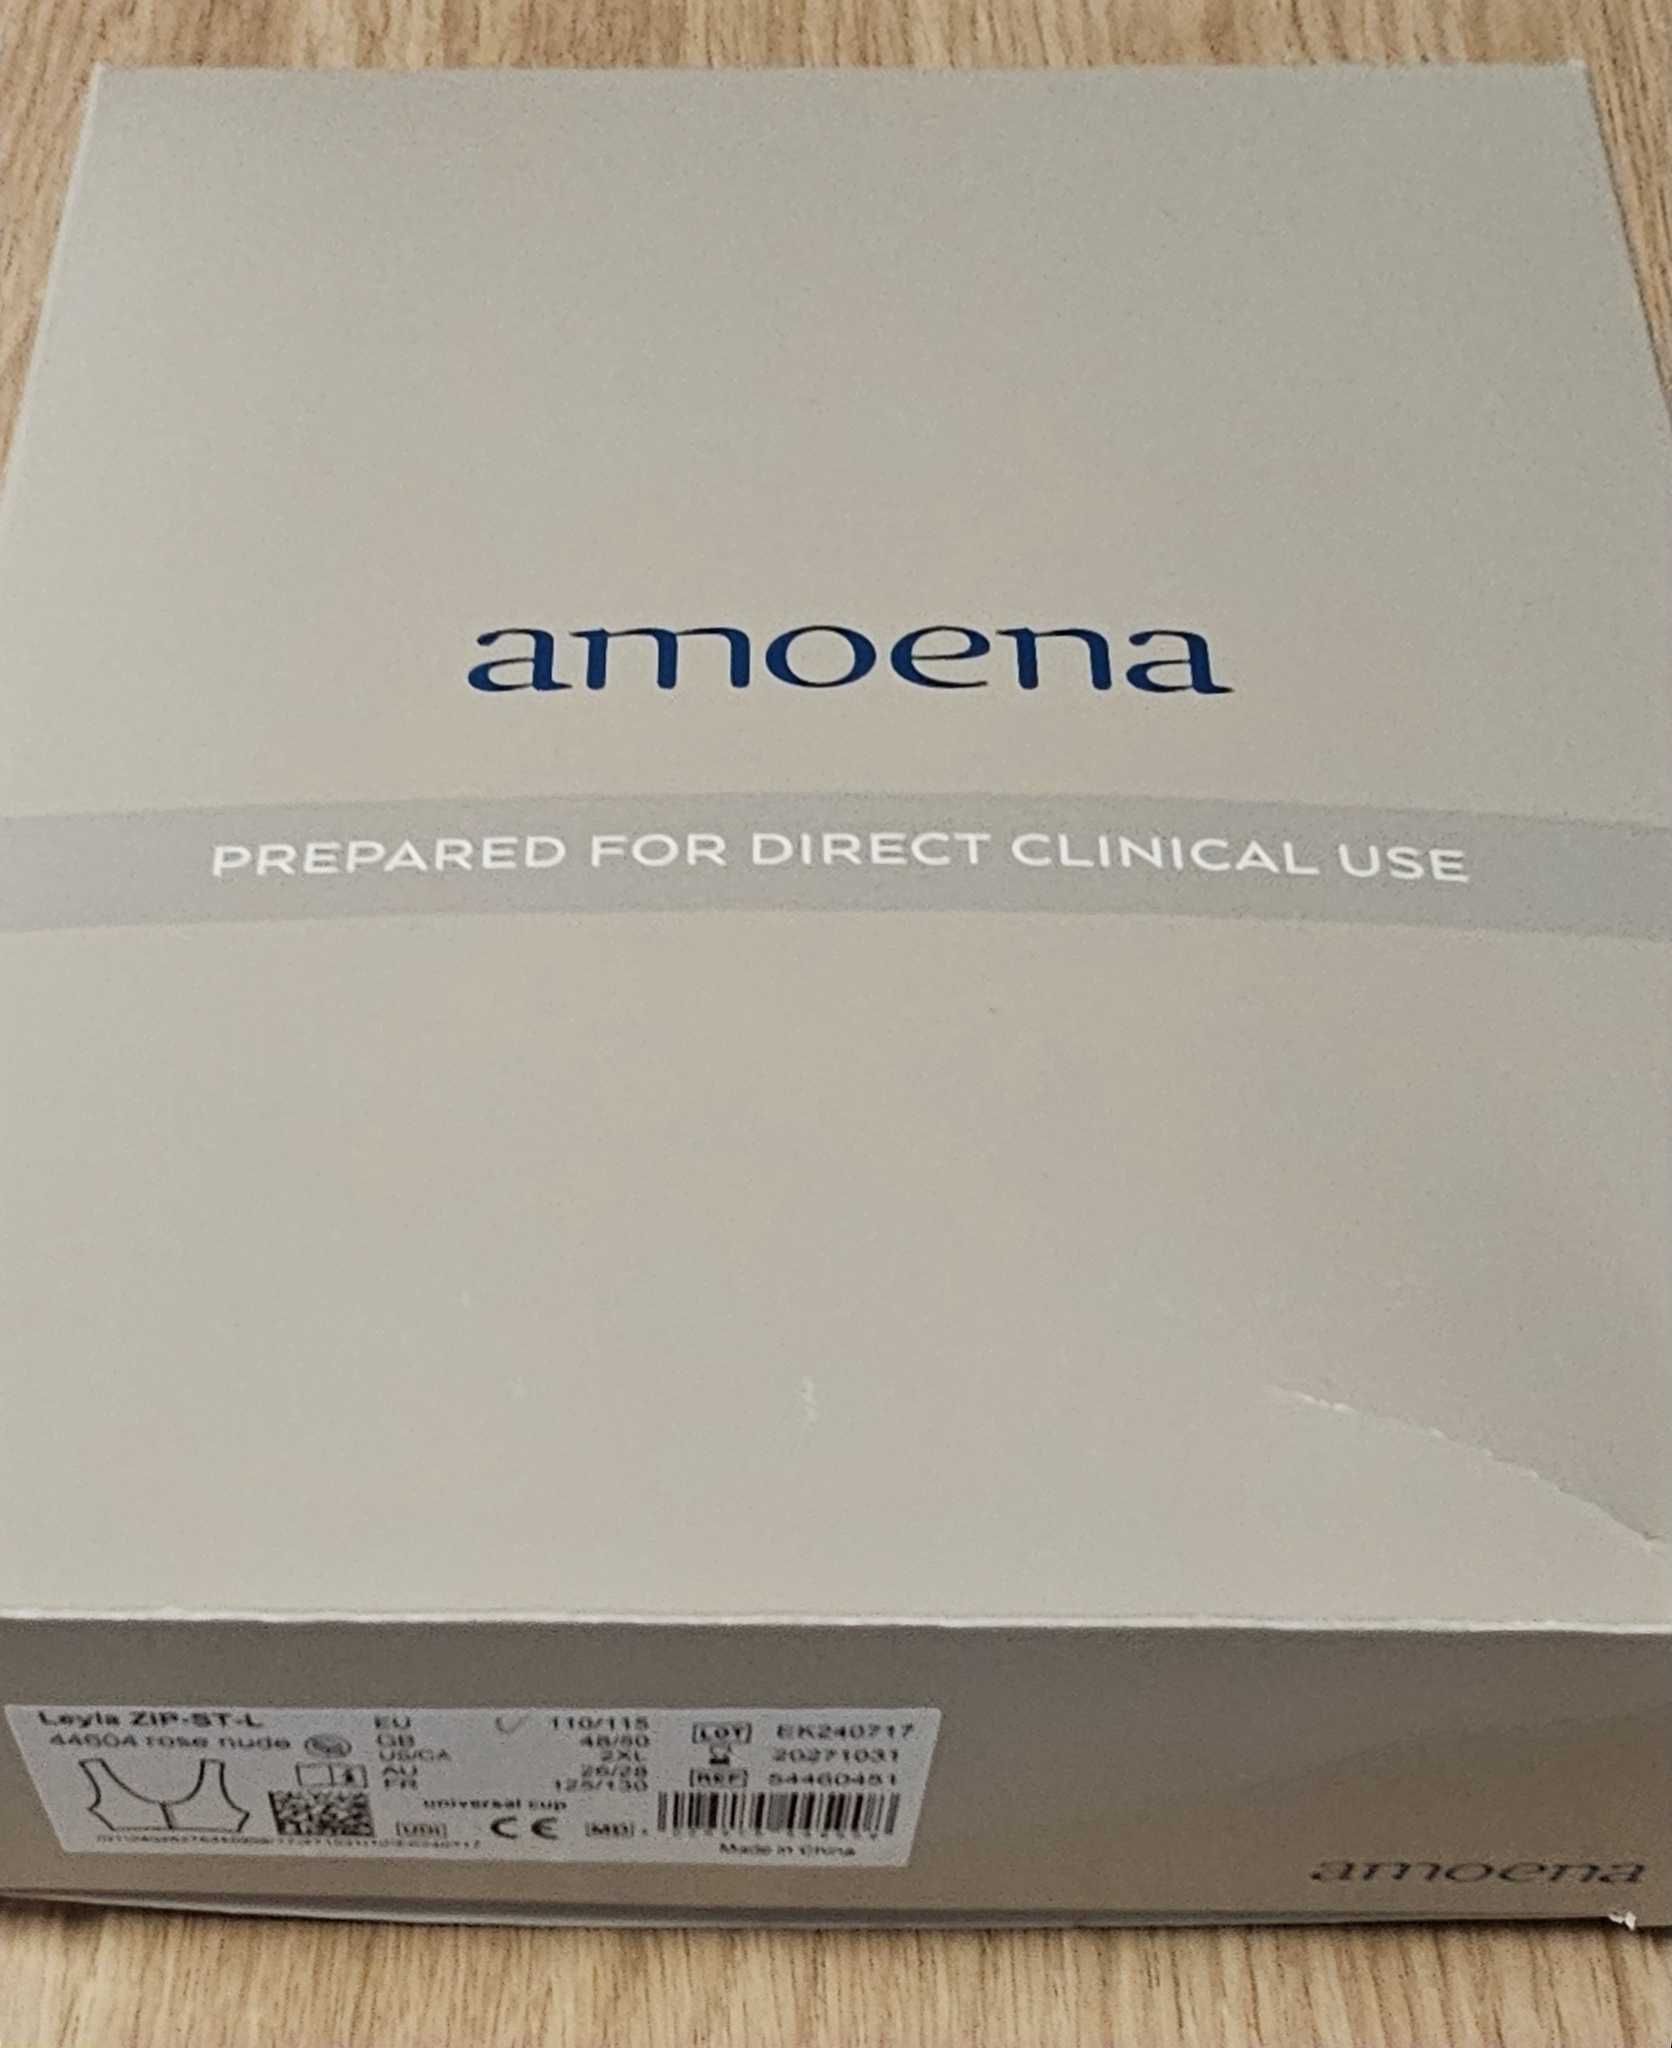 amoena
PREPARED FOR DIRECT CLINICAL USE
Leyla ZIP-ST-L
44604 rose nude
EU 110/115
GB 48/50
US/CA 2XL
AU 26/28
FR 125/130
universal cup
UDI
CE
MD
LOT EK240717
20271031
REF 54460451
Made in China
amoena